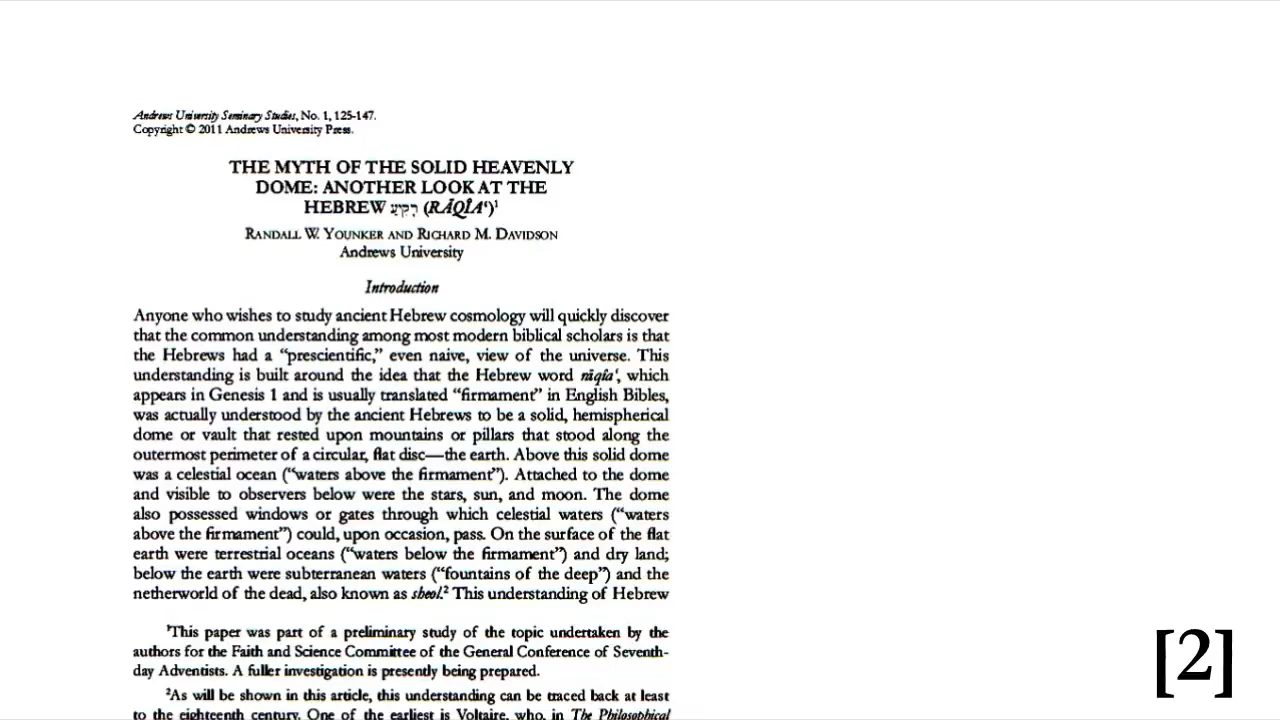 Andrews University Seminary Studies, No. 1, 125-147.
Copyright © 2011 Andrews University Press.
THE MYTH OF THE SOLID HEAVENLY
DOME: ANOTHER LOOK AT THE
HEBREW רָקִיעַ (RĀQÎA‘)¹
RANDALL W. YOUNKER AND RICHARD M. DAVIDSON
Andrews University
Introduction
Anyone who wishes to study ancient Hebrew cosmology will quickly discover
that the common understanding among most modern biblical scholars is that
the Hebrews had a “prescientific,” even naive, view of the universe. This
understanding is built around the idea that the Hebrew word rāqîa‘, which
appears in Genesis 1 and is usually translated “firmament” in English Bibles,
was actually understood by the ancient Hebrews to be a solid, hemispherical
dome or vault that rested upon mountains or pillars that stood along the
outermost perimeter of a circular, flat disc—the earth. Above this solid dome
was a celestial ocean (“waters above the firmament”). Attached to the dome
and visible to observers below were the stars, sun, and moon. The dome
also possessed windows or gates through which celestial waters (“waters
above the firmament”) could, upon occasion, pass. On the surface of the flat
earth were terrestrial oceans (“waters below the firmament”) and dry land;
below the earth were subterranean waters (“fountains of the deep”) and the
netherworld of the dead, also known as sheol.² This understanding of Hebrew
¹This paper was part of a preliminary study of the topic undertaken by the
authors for the Faith and Science Committee of the General Conference of Seventh-
day Adventists. A fuller investigation is presently being prepared.
²As will be shown in this article, this understanding can be traced back at least
to the eighteenth century. One of the earliest is Voltaire, who, in The Philosophical
[2]